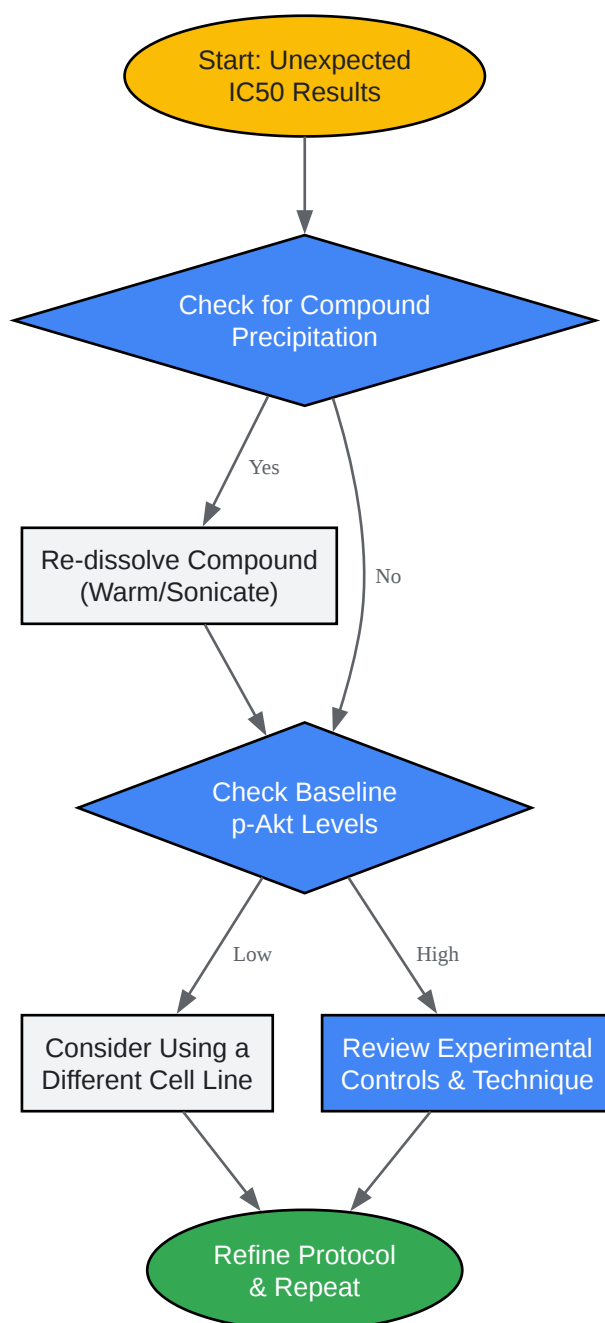 Start: Unexpected
IC50 Results
Check for Compound
Precipitation
Yes
Re-dissolve Compound
(Warm/Sonicate)
No
Check Baseline
p-Akt Levels
Low
High
Consider Using a
Different Cell Line
Review Experimental
Controls & Technique
Refine Protocol
& Repeat